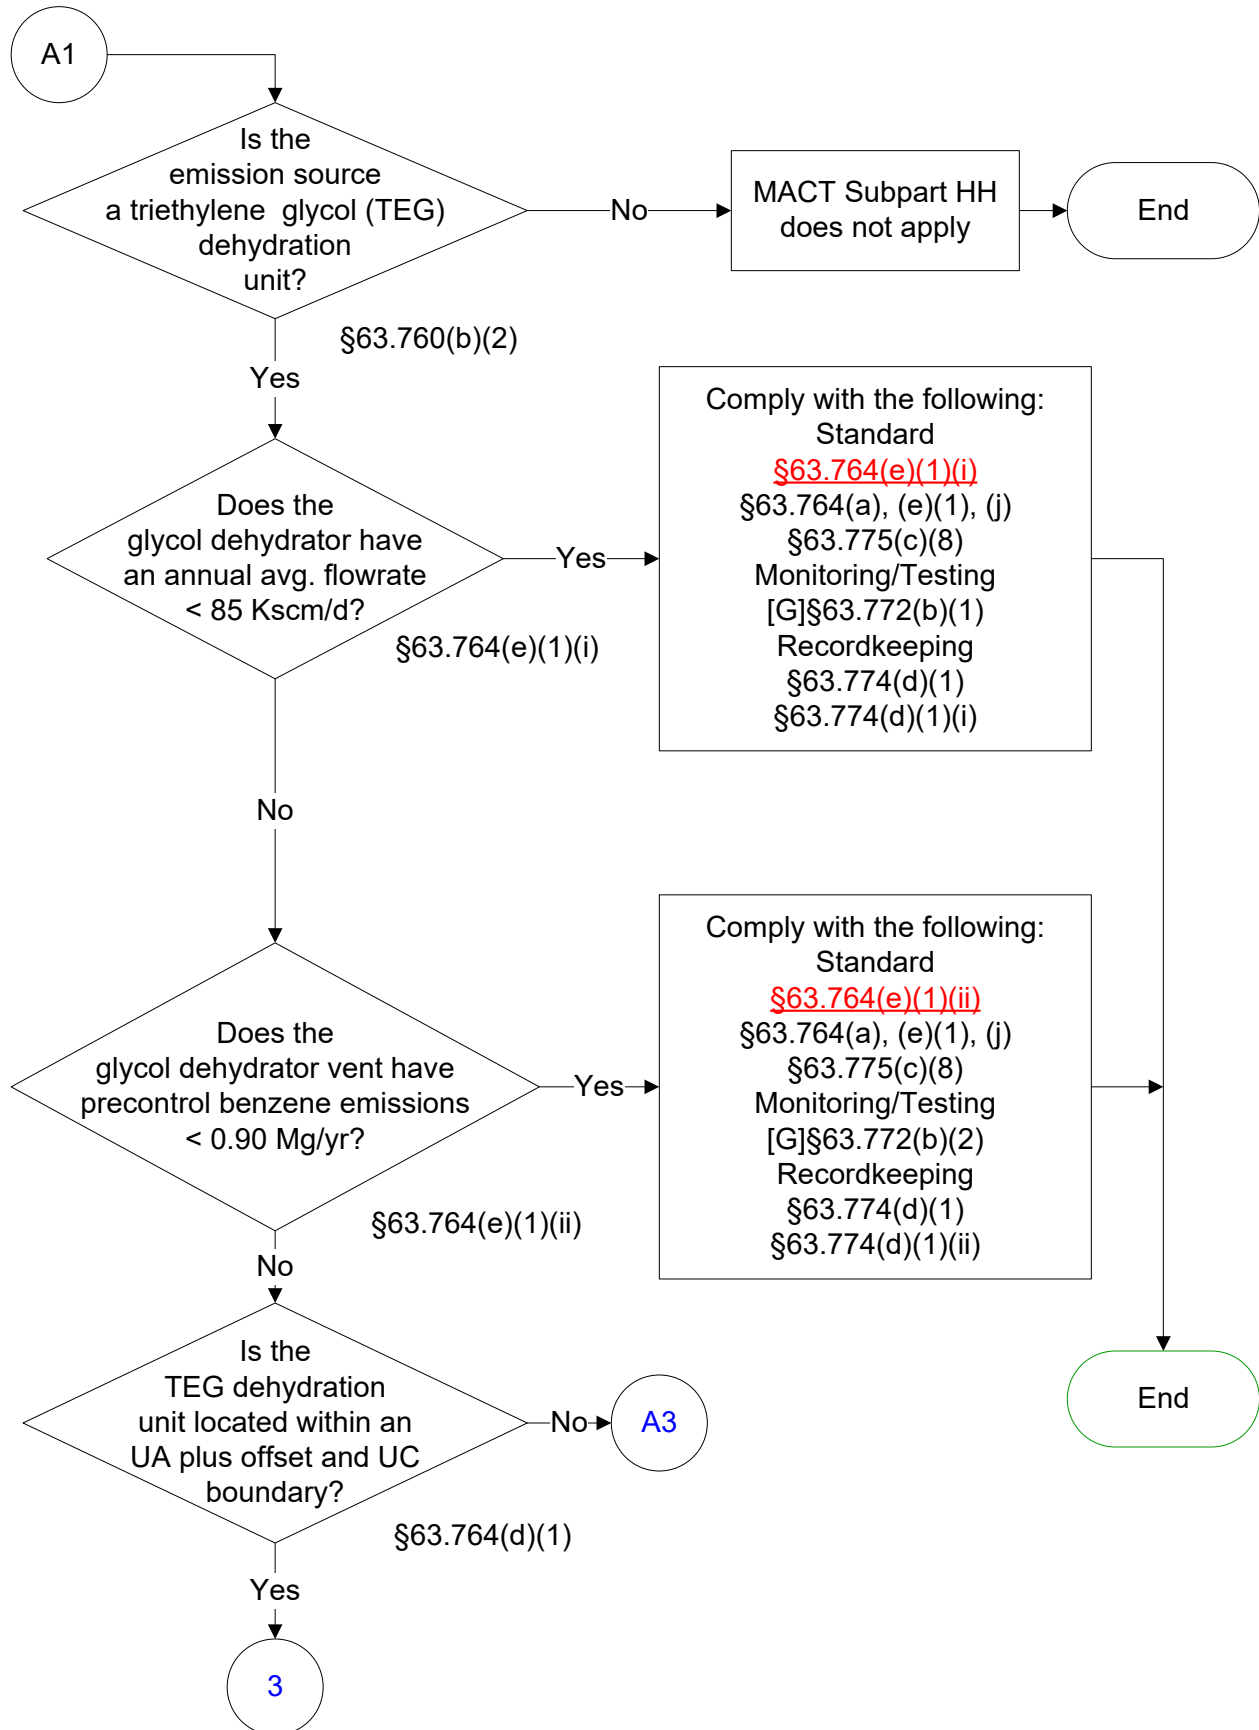 A1
Is the
emission source
a triethylene glycol (TEG)
dehydration
unit?
No
MACT Subpart HH
does not apply
End
§63.760(b)(2)
Yes
Does the
glycol dehydrator have
an annual avg. flowrate
< 85 Kscm/d?
Yes
§63.764(e)(1)(i)
Comply with the following:
Standard
§63.764(e)(1)(i)
§63.764(a), (e)(1), (j)
§63.775(c)(8)
Monitoring/Testing
[G]§63.772(b)(1)
Recordkeeping
§63.774(d)(1)
§63.774(d)(1)(i)
No
Does the
glycol dehydrator vent have
precontrol benzene emissions
< 0.90 Mg/yr?
Yes
§63.764(e)(1)(ii)
Comply with the following:
Standard
§63.764(e)(1)(ii)
§63.764(a), (e)(1), (j)
§63.775(c)(8)
Monitoring/Testing
[G]§63.772(b)(2)
Recordkeeping
§63.774(d)(1)
§63.774(d)(1)(ii)
No
Is the
TEG dehydration
unit located within an
UA plus offset and UC
boundary?
No
A3
End
§63.764(d)(1)
Yes
3